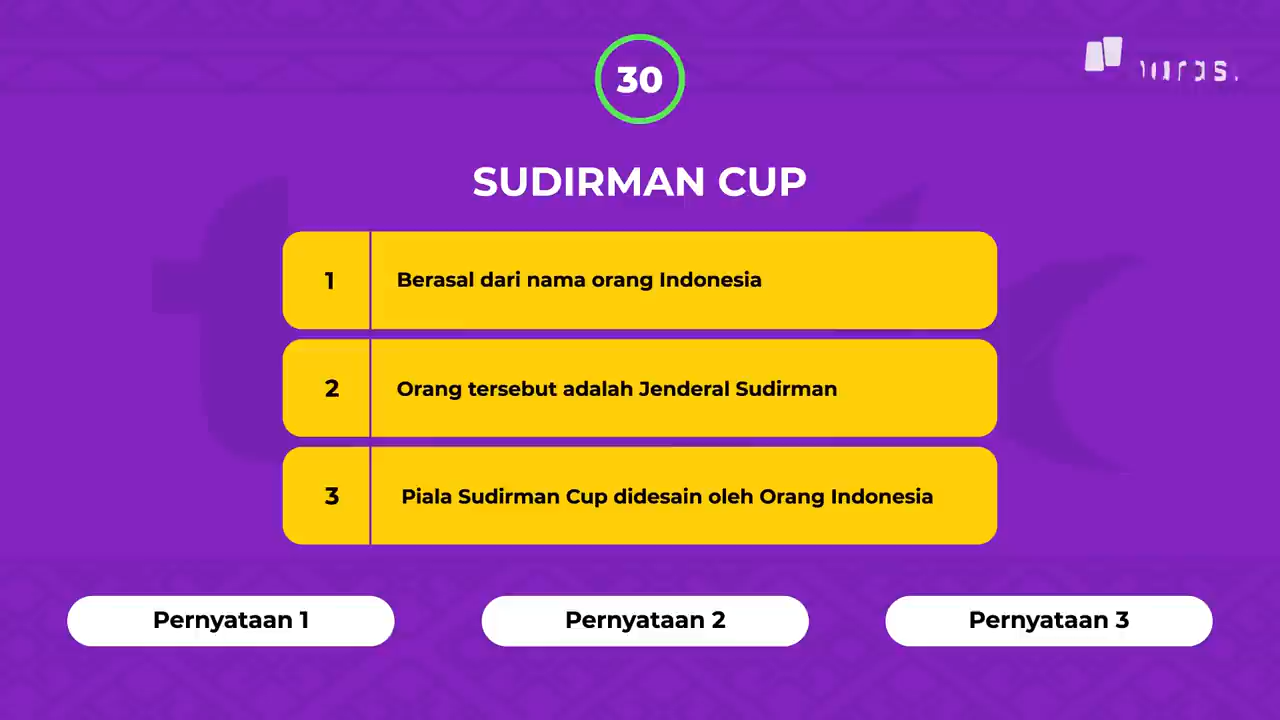 30
SUDIRMAN CUP
1 Berasal dari nama orang Indonesia
2 Orang tersebut adalah Jenderal Sudirman
3 Piala Sudirman Cup didesain oleh Orang Indonesia
Pernyataan 1
Pernyataan 2
Pernyataan 3